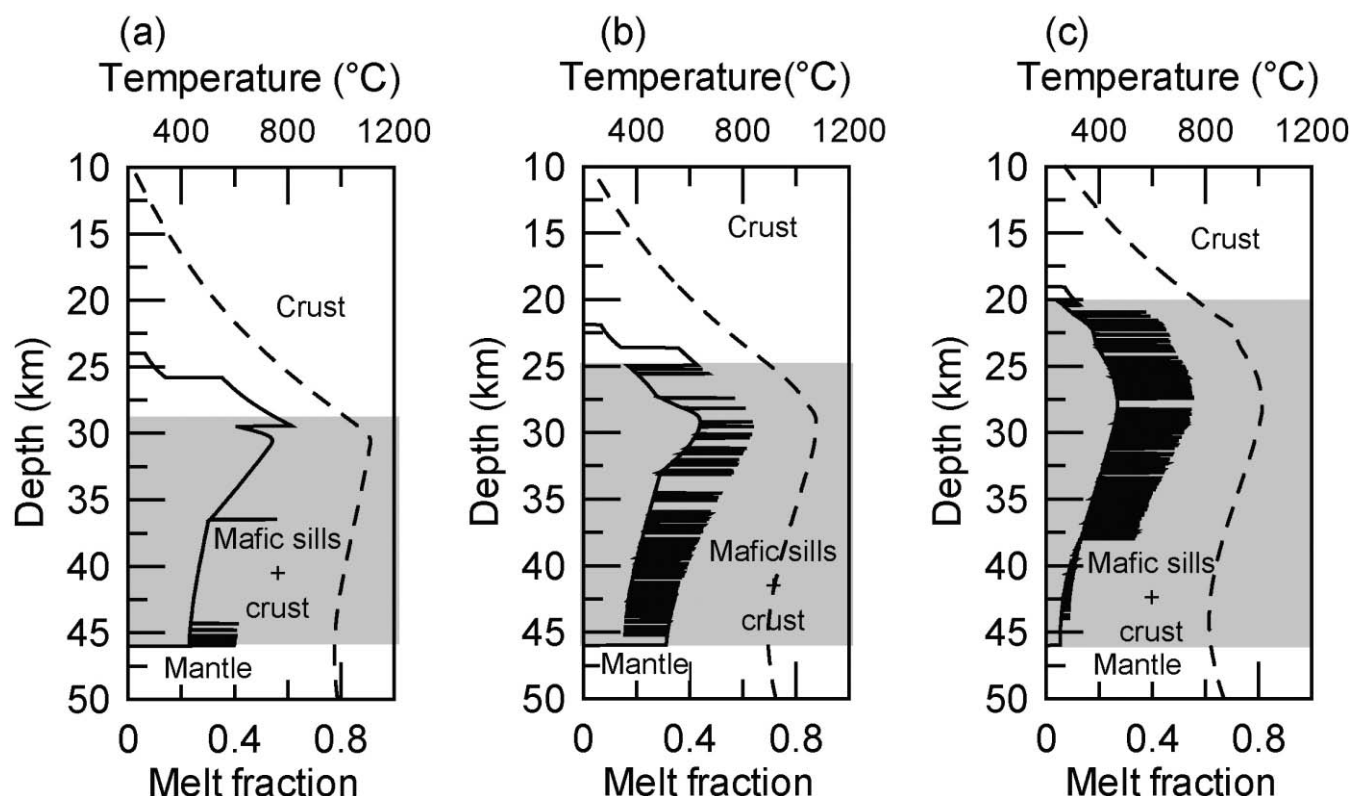 (a)
Temperature (°C)
400 800 1200
10
15
20
25
30
35
40
45
50
Depth (km)
Crust
Mafic sills
+
crust
Mantle
0 0.4 0.8
Melt fraction
(b)
Temperature(°C)
400 800 1200
10
15
20
25
30
35
40
45
50
Depth (km)
Crust
Mafic sills
+
crust
Mantle
0 0.4 0.8
Melt fraction
(c)
Temperature (°C)
400 800 1200
10
15
20
25
30
35
40
45
50
Depth (km)
Crust
Mafic sills
+
crust
Mantle
0 0.4 0.8
Melt fraction